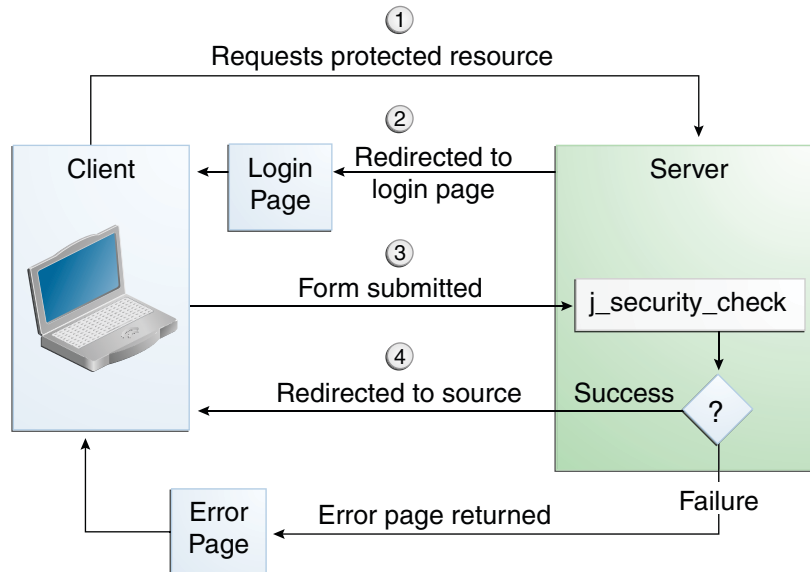 1
Requests protected resource
2
Client
Login
Page
Redirected to
login page
Server
3
Form submitted
j_security_check
4
Redirected to source
Success
?
Failure
Error
Page
Error page returned